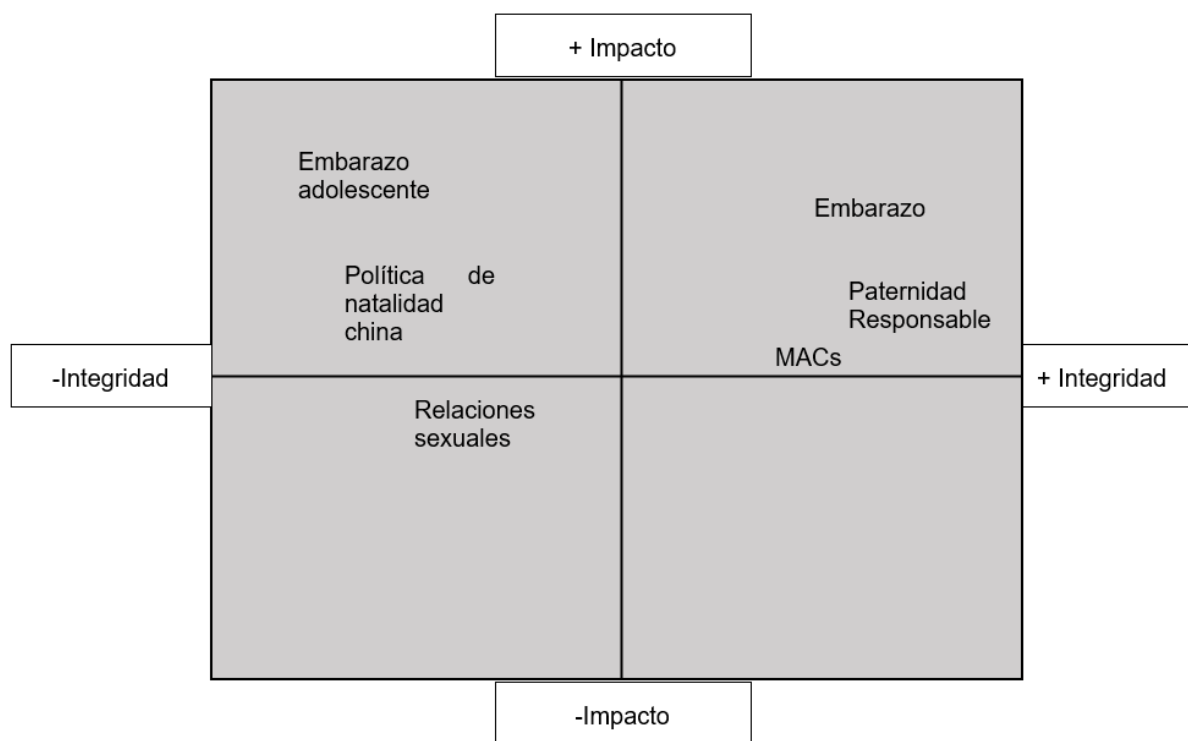 + Impacto
Embarazo
adolescente
Embarazo
Política de
natalidad
china
Paternidad
Responsable
MACs
-Integridad
+ Integridad
Relaciones
sexuales
-Impacto